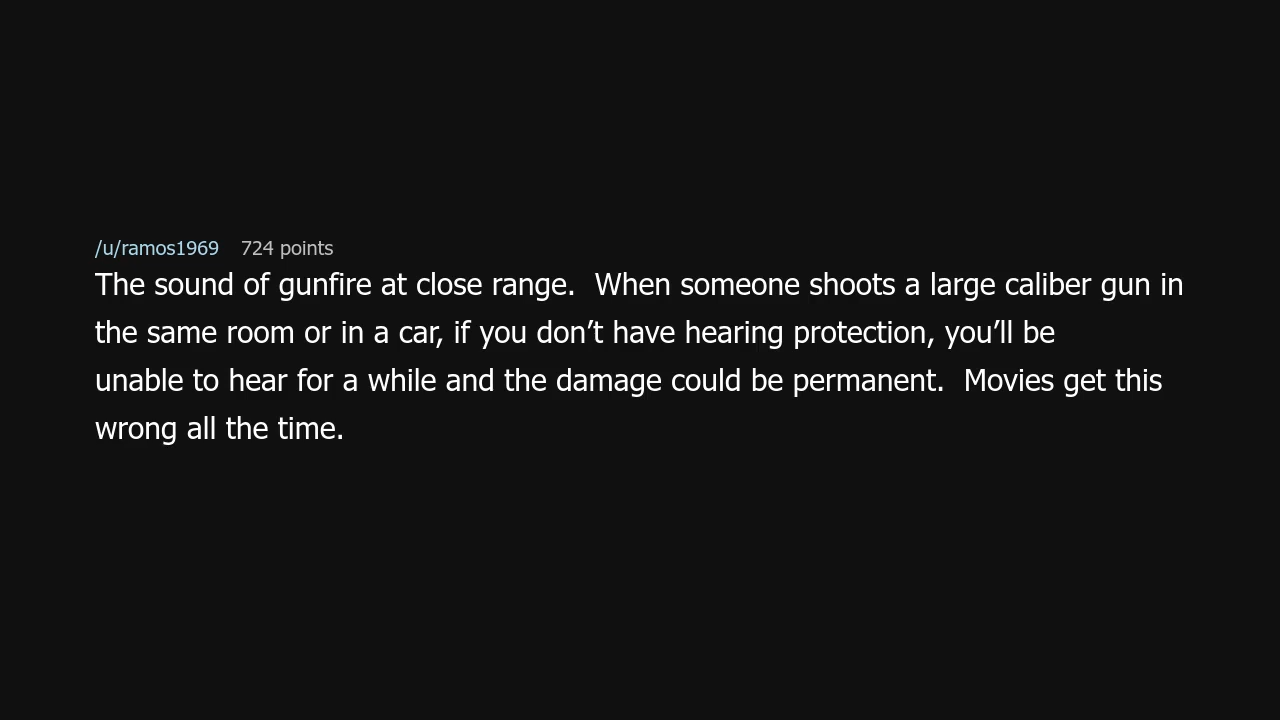 /u/ramos1969 724 points
The sound of gunfire at close range.  When someone shoots a large caliber gun in
the same room or in a car, if you don’t have hearing protection, you’ll be
unable to hear for a while and the damage could be permanent.  Movies get this
wrong all the time.